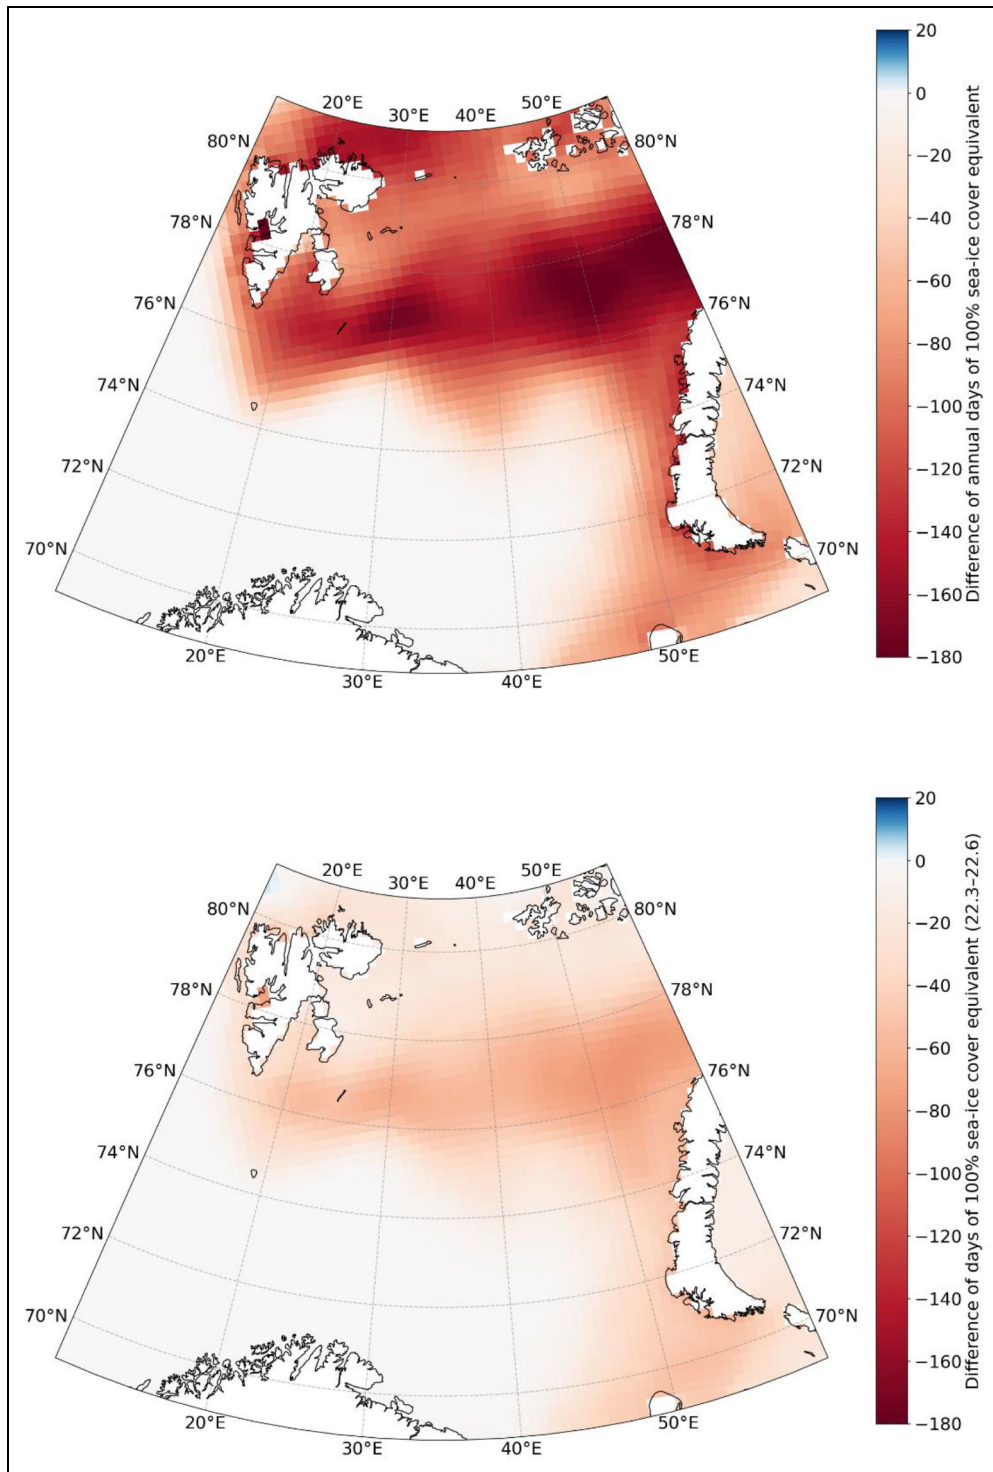 20°E
30°E
40°E
50°E
80°N
80°N
78°N
78°N
76°N
76°N
74°N
74°N
72°N
72°N
70°N
70°N
20°E
30°E
40°E
50°E
20
0
−20
−40
−60
−80
−100
−120
−140
−160
−180
Difference of annual days of 100% sea-ice cover equivalent
20°E
30°E
40°E
50°E
80°N
80°N
78°N
78°N
76°N
76°N
74°N
74°N
72°N
72°N
70°N
70°N
20°E
30°E
40°E
50°E
20
0
−20
−40
−60
−80
−100
−120
−140
−160
−180
Difference of days of 100% sea-ice cover equivalent (22.3–22.6)